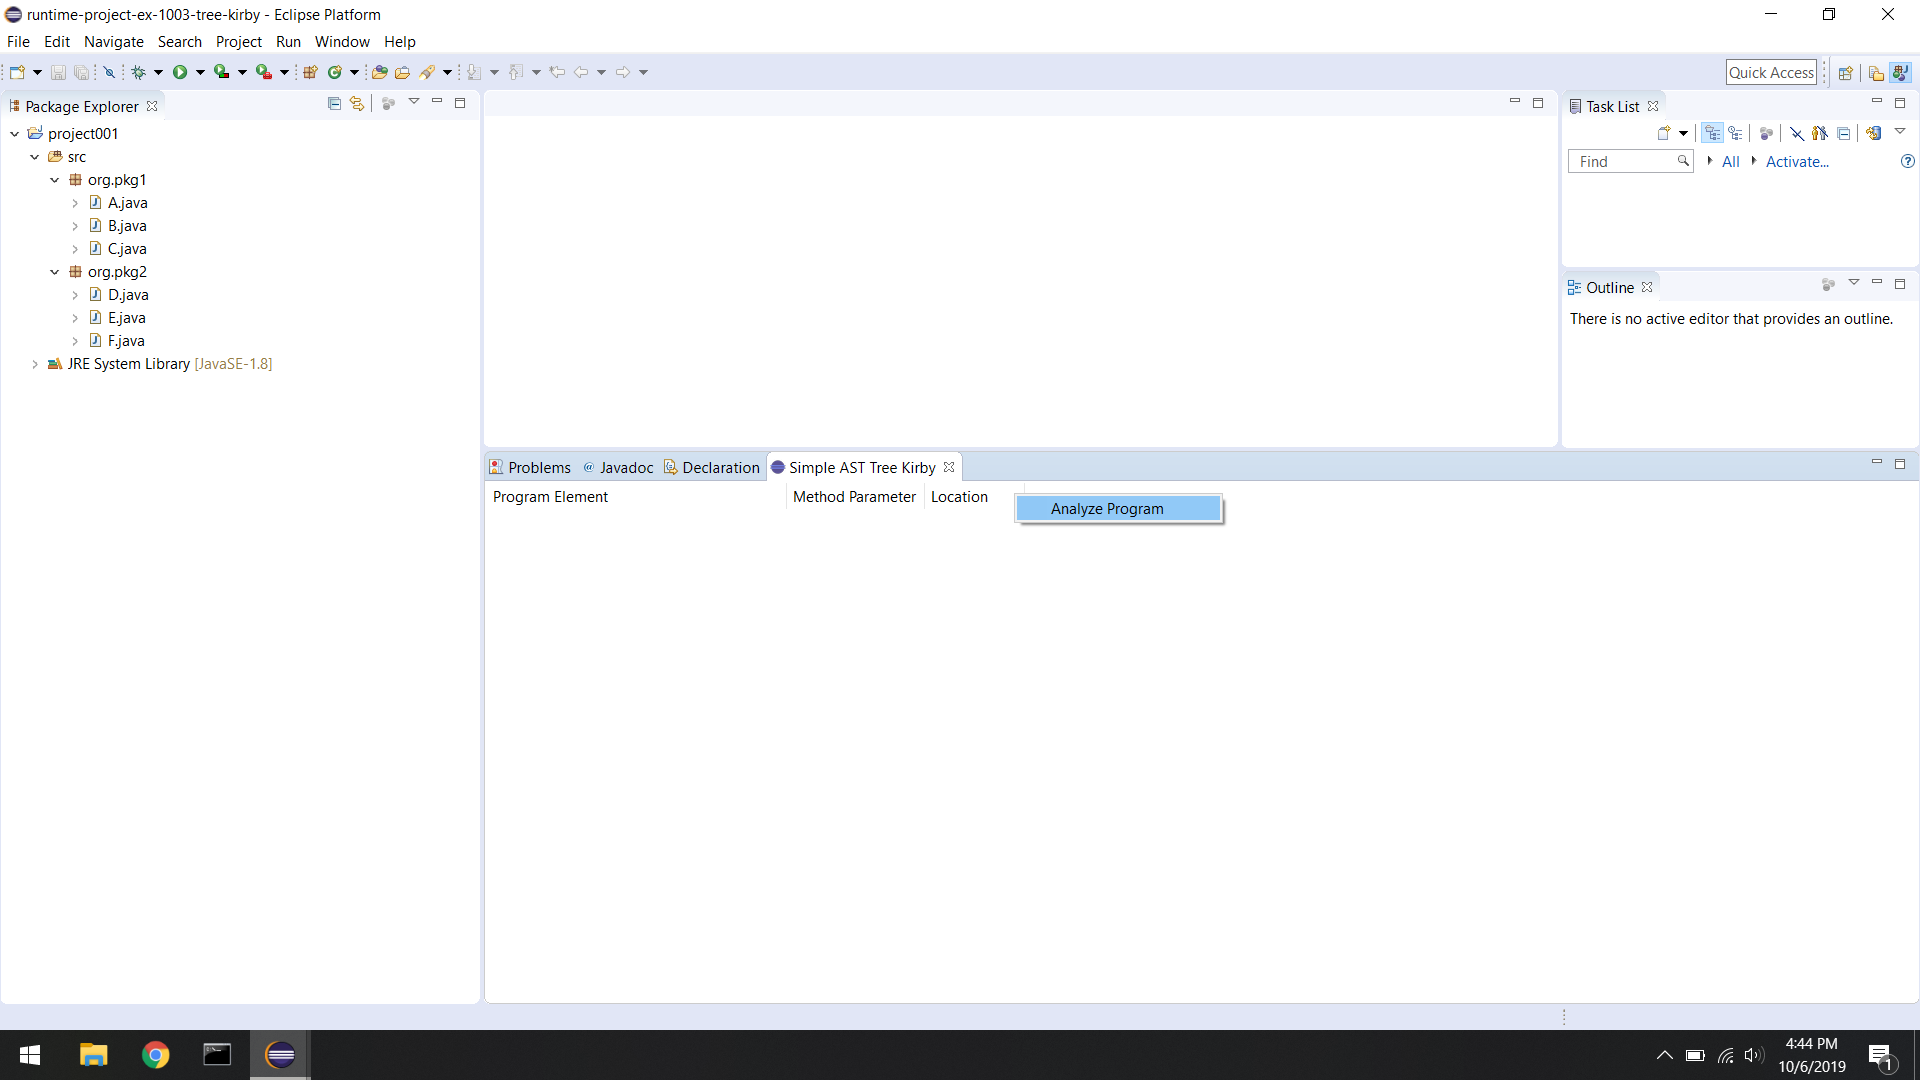 runtime-project-ex-1003-tree-kirby - Eclipse Platform
File Edit Navigate Search Project Run Window Help
Quick Access
Package Explorer
project001
src
org.pkg1
A.java
B.java
C.java
org.pkg2
D.java
E.java
F.java
JRE System Library [JavaSE-1.8]
Task List
Find
All
Activate...
Outline
There is no active editor that provides an outline.
Problems @ Javadoc Declaration Simple AST Tree Kirby
Program Element Method Parameter Location
Analyze Program
4:44 PM
10/6/2019
1